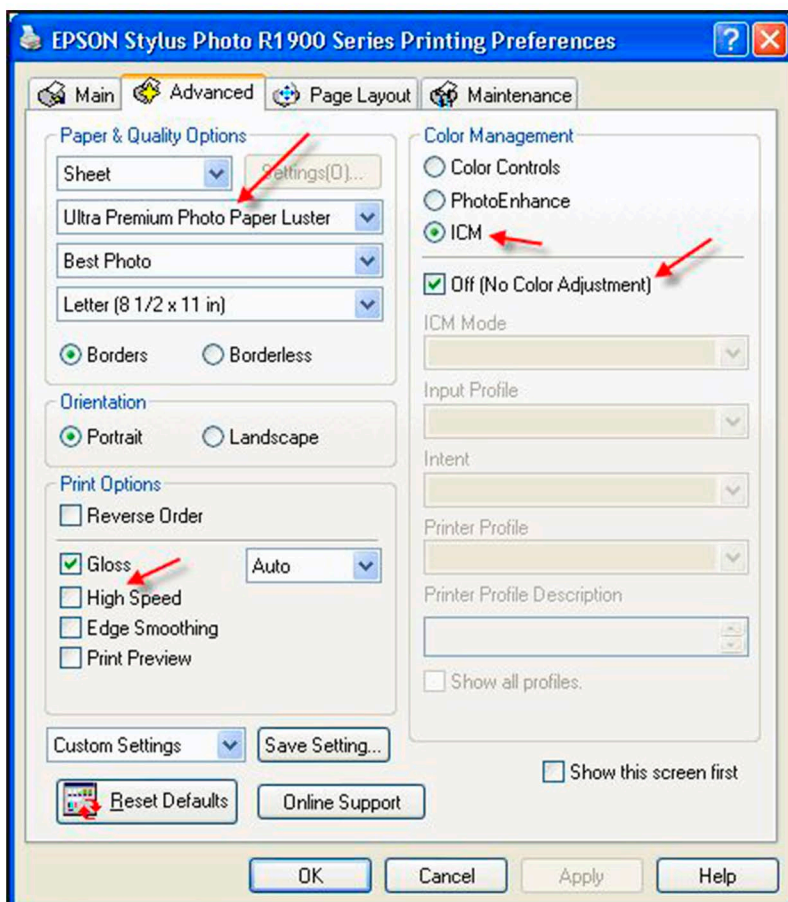 EPSON Stylus Photo R1900 Series Printing Preferences
Main
Advanced
Page Layout
Maintenance
Paper & Quality Options
Sheet
Settings(O)...
Ultra Premium Photo Paper Luster
Best Photo
Letter (8 1/2 x 11 in)
Borders
Borderless
Orientation
Portrait
Landscape
Print Options
Reverse Order
Gloss
Auto
High Speed
Edge Smoothing
Print Preview
Custom Settings
Save Setting...
Reset Defaults
Online Support
Color Management
Color Controls
PhotoEnhance
ICM
Off (No Color Adjustment)
ICM Mode
Input Profile
Intent
Printer Profile
Printer Profile Description
Show all profiles.
Show this screen first
OK
Cancel
Apply
Help